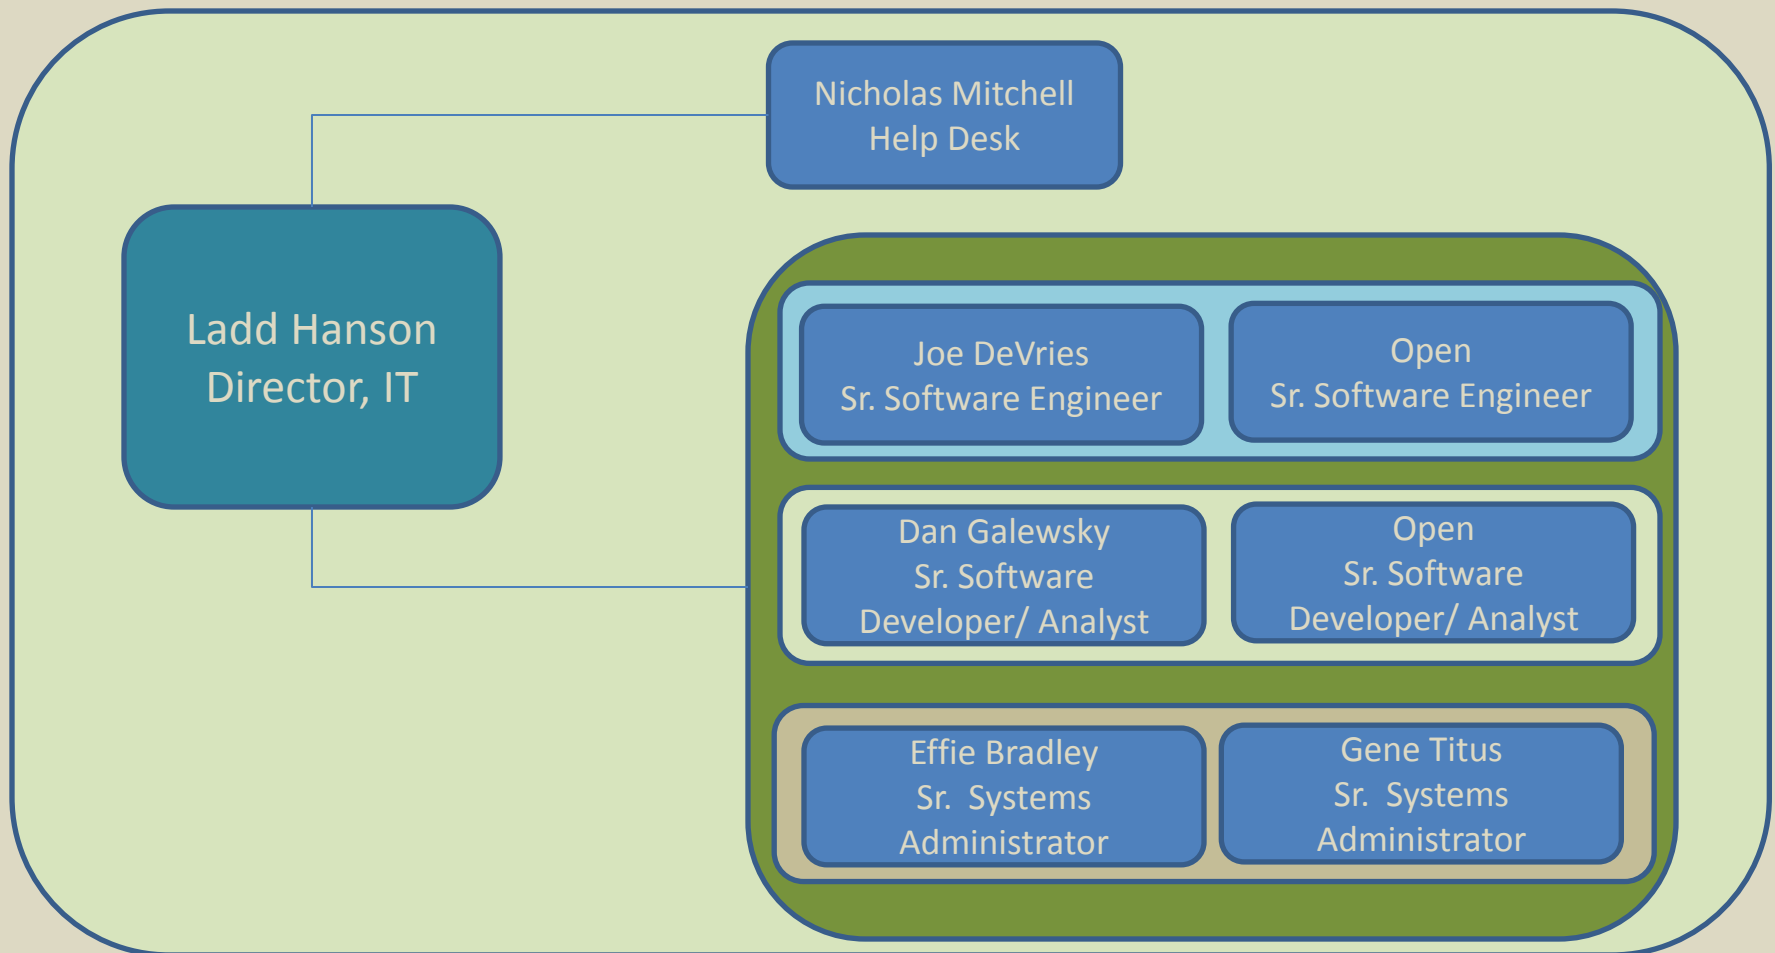 Nicholas Mitchell
Help Desk
Ladd Hanson
Director, IT
Joe DeVries
Sr. Software Engineer
Open
Sr. Software Engineer
Dan Galewsky
Sr. Software
Developer/ Analyst
Open
Sr. Software
Developer/ Analyst
Effie Bradley
Sr.  Systems
Administrator
Gene Titus
Sr.  Systems
Administrator